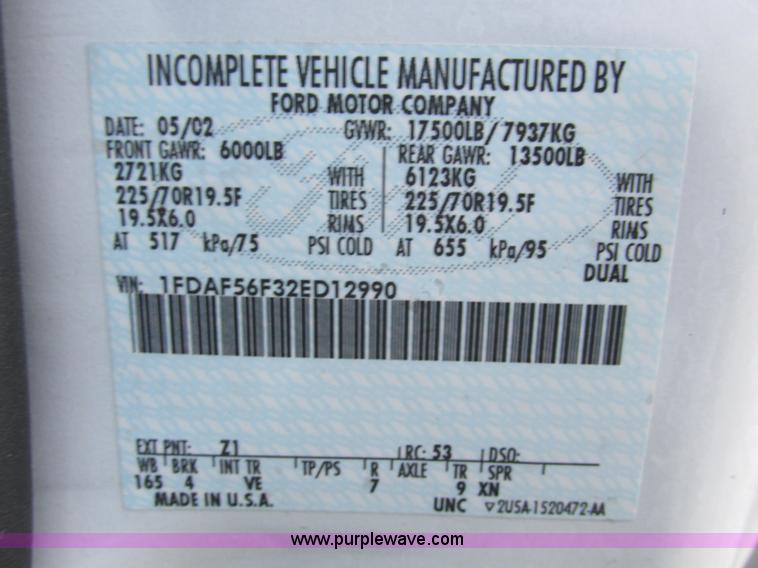 INCOMPLETE VEHICLE MANUFACTURED BY
FORD MOTOR COMPANY
DATE: 05/02 GVWR: 17500LB/ 7937KG
FRONT GAWR: 6000LB REAR GAWR: 13500LB
2721KG WITH 6123KG WITH
225/70R19.5F TIRES 225/70R19.5F TIRES
19.5X6.0 RIMS 19.5X6.0 RIMS
AT 517 kPa/75 PSI COLD AT 655 kPa/95 PSI COLD
DUAL
VIN: 1FDAF56F32ED12990
EXT PNT: Z1 RC: 53 DSO:
WB BRK INT TR TP/PS R AXLE TR SPR
165 4 VE 7 9 XN
MADE IN U.S.A. UNC ▽2U5A-1520472-AA
www.purplewave.com